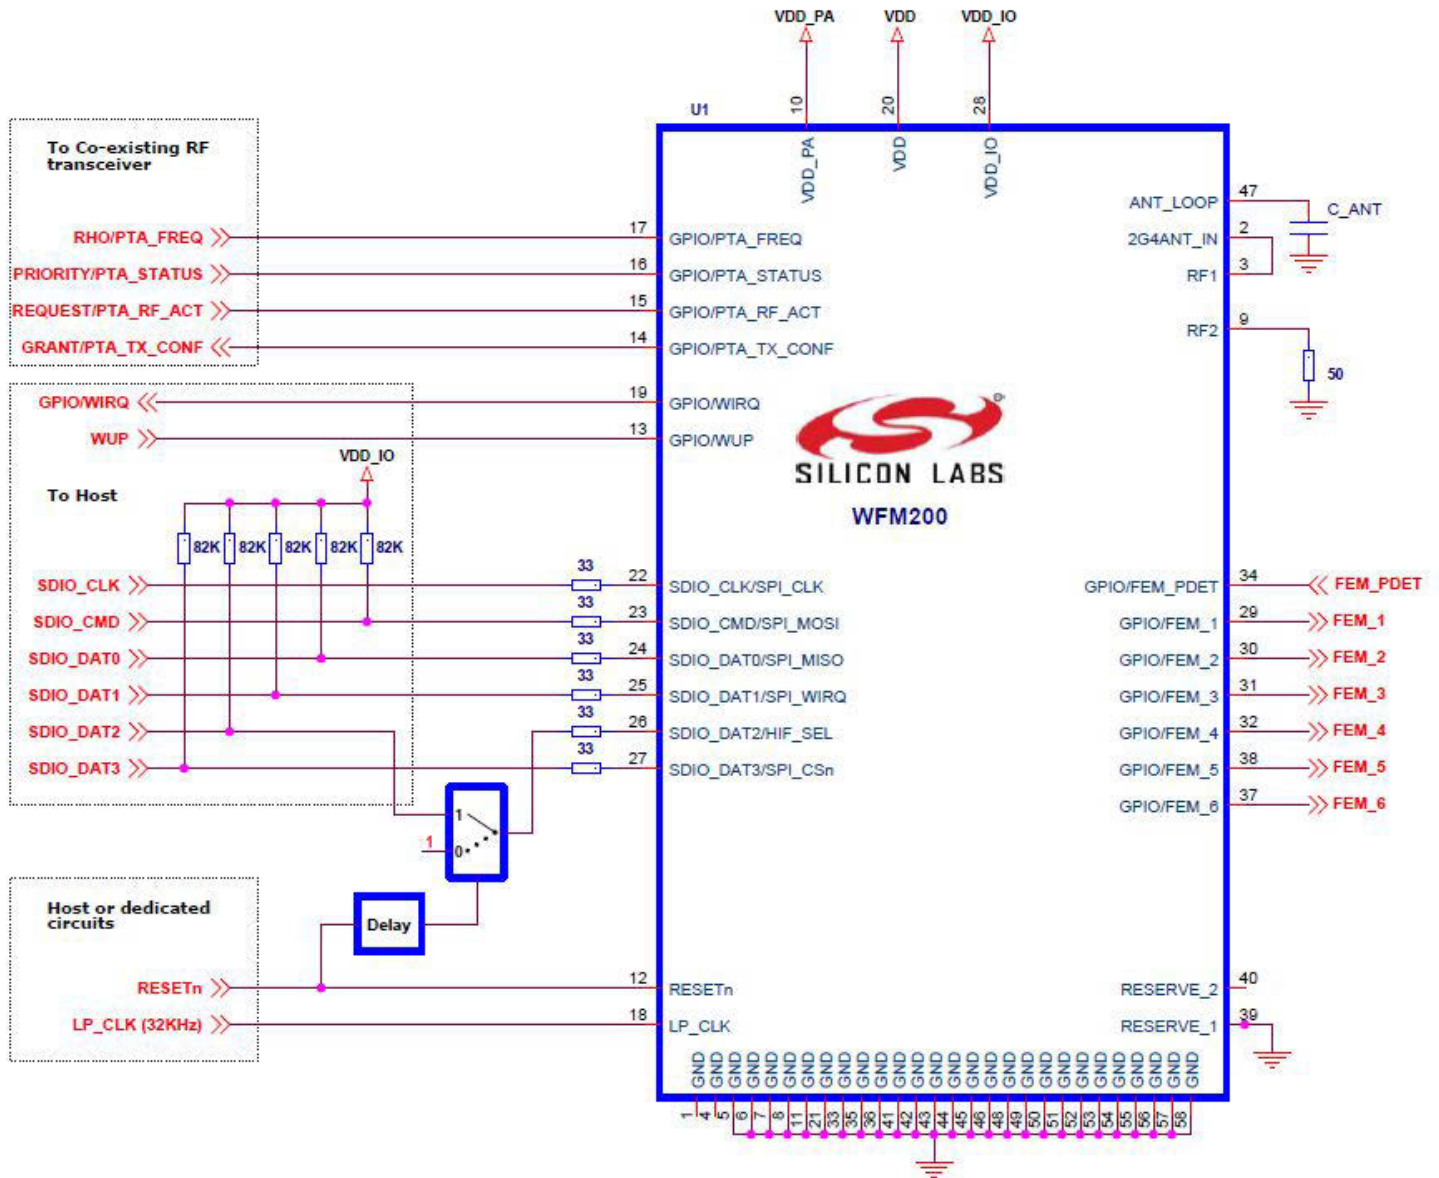 VDD_PA VDD VDD_IO
U1
10 20 28
VDD_PA VDD VDD_IO
To Co-existing RF
transceiver
RHO/PTA_FREQ 17 GPIO/PTA_FREQ
PRIORITY/PTA_STATUS 16 GPIO/PTA_STATUS
REQUEST/PTA_RF_ACT 15 GPIO/PTA_RF_ACT
GRANT/PTA_TX_CONF 14 GPIO/PTA_TX_CONF
ANT_LOOP 47 C_ANT
2G4ANT_IN 2
RF1 3
RF2 9
50
GPIO/WIRQ 19 GPIO/WIRQ
WUP 13 GPIO/WUP
VDD_IO
To Host
SILICON LABS
®
WFM200
82K 82K 82K 82K 82K
SDIO_CLK 33 22 SDIO_CLK/SPI_CLK
SDIO_CMD 33 23 SDIO_CMD/SPI_MOSI
SDIO_DAT0 33 24 SDIO_DAT0/SPI_MISO
SDIO_DAT1 33 25 SDIO_DAT1/SPI_WIRQ
SDIO_DAT2 33 26 SDIO_DAT2/HIF_SEL
SDIO_DAT3 33 27 SDIO_DAT3/SPI_CSn
GPIO/FEM_PDET 34 FEM_PDET
GPIO/FEM_1 29 FEM_1
GPIO/FEM_2 30 FEM_2
GPIO/FEM_3 31 FEM_3
GPIO/FEM_4 32 FEM_4
GPIO/FEM_5 38 FEM_5
GPIO/FEM_6 37 FEM_6
1
1 0
Host or dedicated
circuits
Delay
RESETn 12 RESETn
LP_CLK (32KHz) 18 LP_CLK
RESERVE_2 40
RESERVE_1 39
GND GND GND GND GND GND GND GND GND GND GND GND GND GND GND GND GND GND GND GND GND GND GND GND GND GND GND GND
1 4 5 6 7 8 11 21 33 35 36 41 42 43 44 45 46 48 49 50 51 52 53 54 55 56 57 58